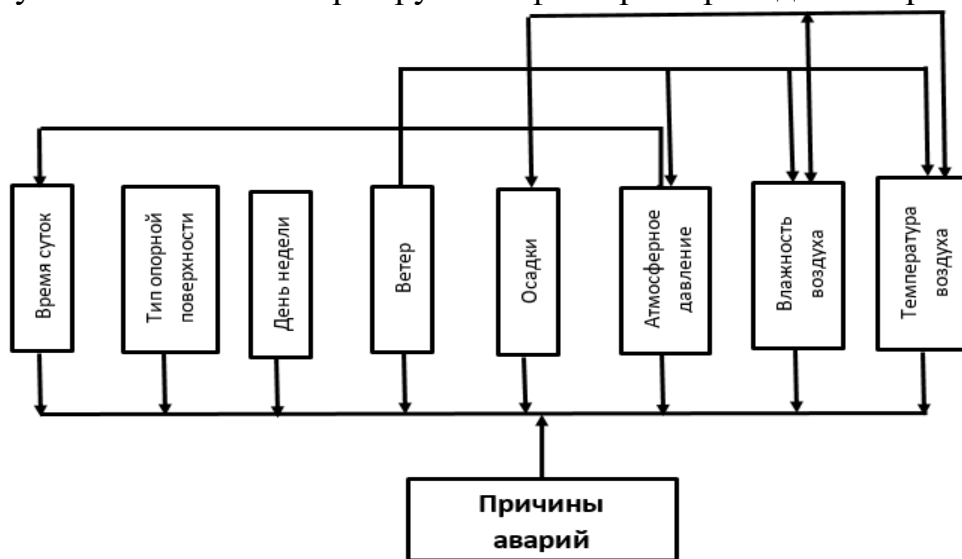 Время суток
Тип опорной
поверхности
День недели
Ветер
Осадки
Атмосферное
давление
Влажность
воздуха
Температура
воздуха
Причины
аварий